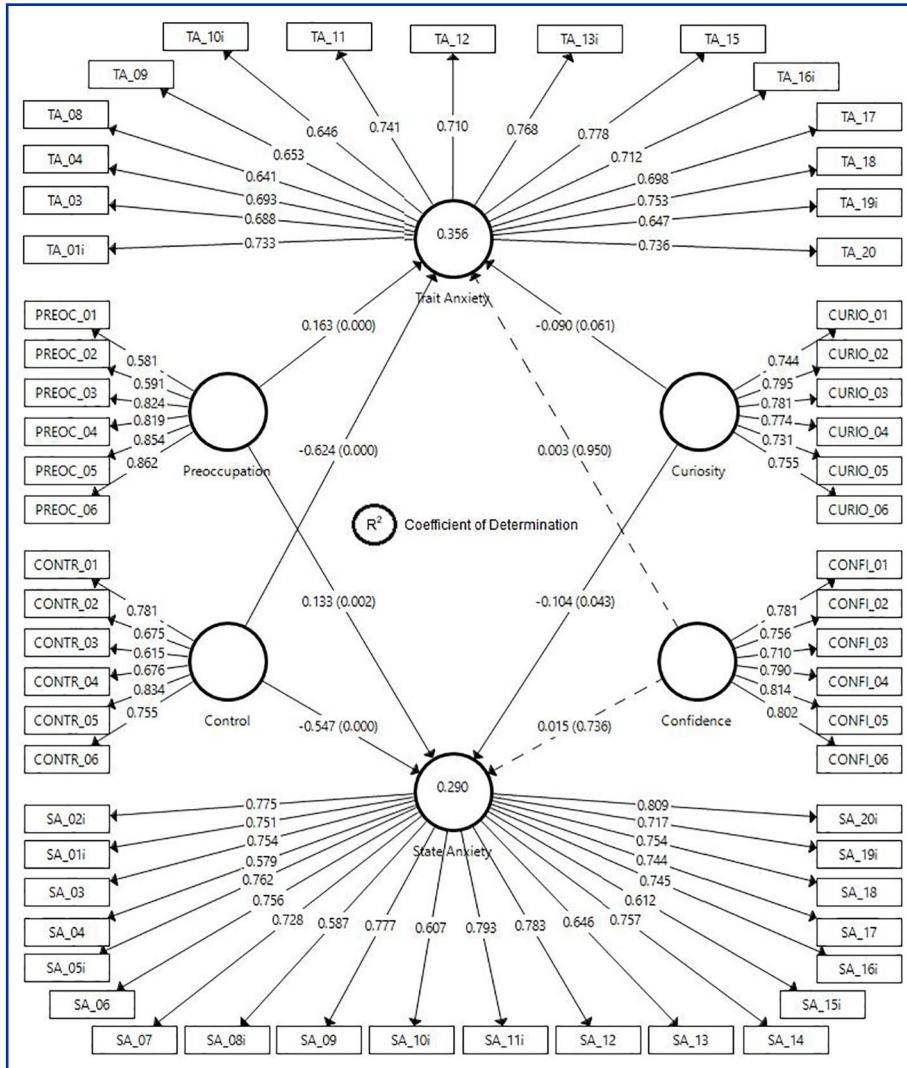 TA_10i
TA_11
TA_12
TA_13i
TA_15
TA_09
TA_16i
TA_08
TA_17
TA_04
TA_18
TA_03
TA_19i
TA_01i
TA_20
0.646
0.741
0.710
0.768
0.778
0.653
0.712
0.641
0.698
0.693
0.753
0.688
0.647
0.733
0.736
0.356
Trait Anxiety
PREOC_01
PREOC_02
PREOC_03
PREOC_04
PREOC_05
PREOC_06
0.581
0.591
0.824
0.819
0.854
0.862
Preoccupation
0.163 (0.000)
-0.090 (0.061)
CURIO_01
CURIO_02
CURIO_03
CURIO_04
CURIO_05
CURIO_06
0.744
0.795
0.781
0.774
0.731
0.755
Curiosity
-0.624 (0.000)
0.003 (0.950)
R² Coefficient of Determination
CONTR_01
CONTR_02
CONTR_03
CONTR_04
CONTR_05
CONTR_06
0.781
0.675
0.615
0.676
0.834
0.755
Control
0.133 (0.002)
-0.104 (0.043)
CONFI_01
CONFI_02
CONFI_03
CONFI_04
CONFI_05
CONFI_06
0.781
0.756
0.710
0.790
0.814
0.802
Confidence
-0.547 (0.000)
0.015 (0.736)
0.290
State Anxiety
SA_02i
SA_01i
SA_03
SA_04
SA_05i
SA_06
SA_07
SA_08i
SA_09
SA_10i
SA_11i
SA_12
SA_13
SA_14
SA_15i
SA_16i
SA_17
SA_18
SA_19i
SA_20i
0.775
0.751
0.754
0.579
0.762
0.756
0.728
0.587
0.777
0.607
0.793
0.783
0.646
0.757
0.612
0.745
0.744
0.754
0.717
0.809